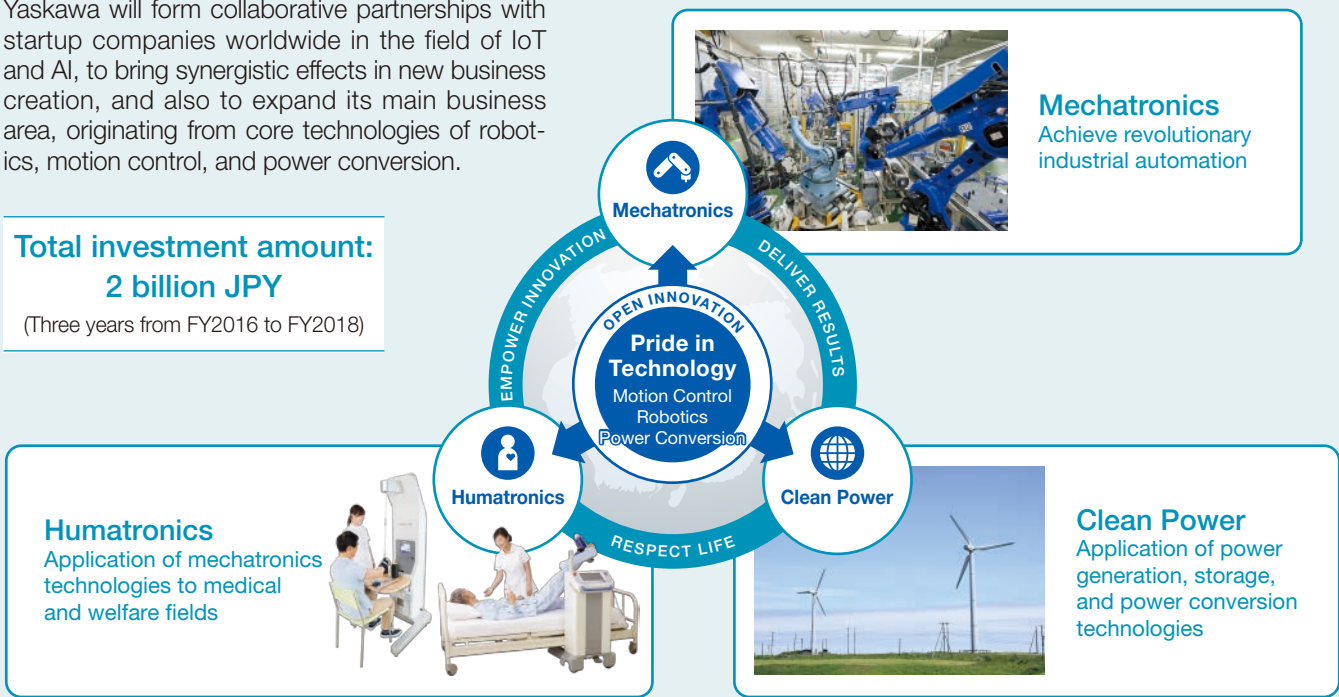 Yaskawa will form collaborative partnerships with
startup companies worldwide in the field of IoT
and AI, to bring synergistic effects in new business
creation, and also to expand its main business
area, originating from core technologies of robot-
ics, motion control, and power conversion.
Total investment amount:
2 billion JPY
(Three years from FY2016 to FY2018)
Mechatronics
Achieve revolutionary
industrial automation
Mechatronics
EMPOWER INNOVATION
DELIVER RESULTS
OPEN INNOVATION
Pride in
Technology
Motion Control
Robotics
Power Conversion
Humatronics
Clean Power
RESPECT LIFE
Humatronics
Application of mechatronics
technologies to medical
and welfare fields
Clean Power
Application of power
generation, storage,
and power conversion
technologies